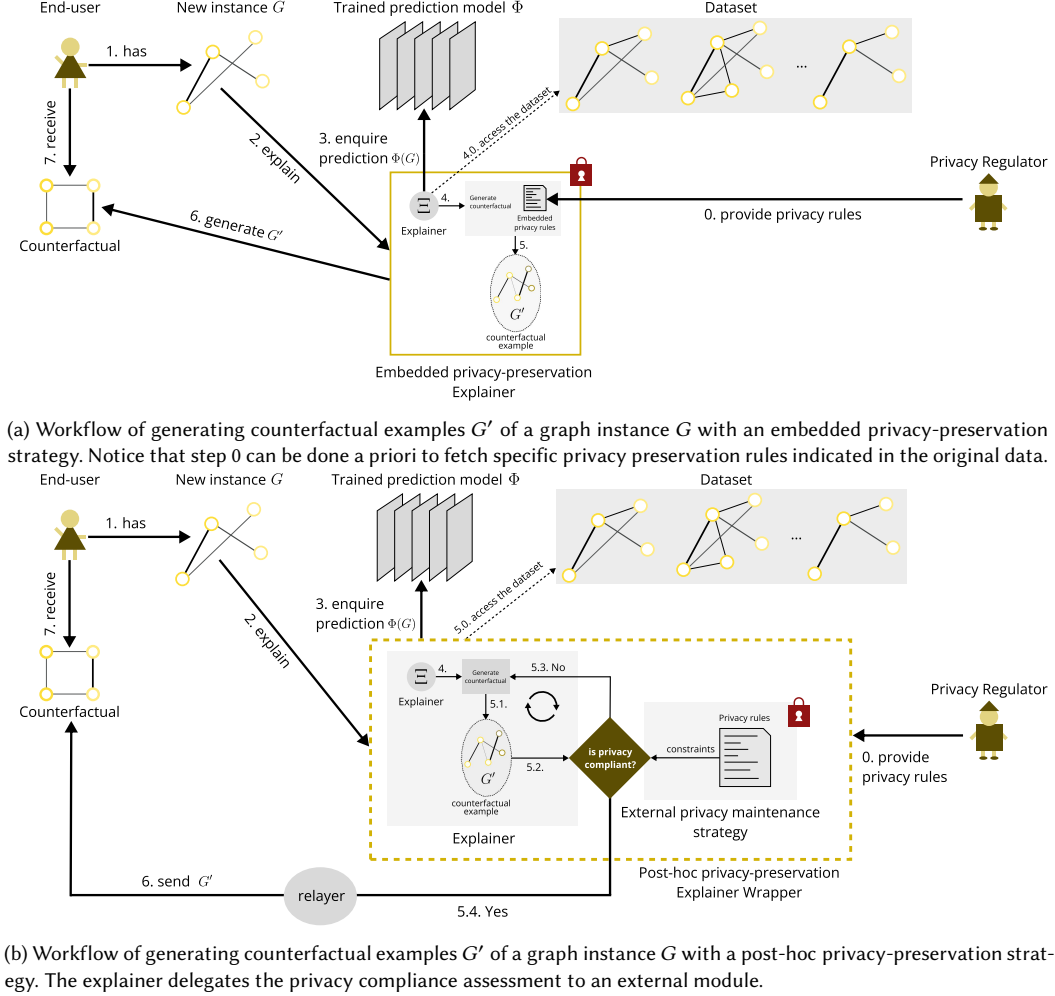 End-user
New instance G
Trained prediction model Φ
Dataset
1. has
...
7. receive
2. explain
3. enquire
prediction Φ(G)
4.0. access the dataset
Privacy Regulator
Ξ
4.
Generate
counterfactual
Explainer
Embedded
privacy rules
0. provide privacy rules
6. generate G′
Counterfactual
5.
G′
counterfactual
example
Embedded privacy-preservation
Explainer
(a) Workflow of generating counterfactual examples G′ of a graph instance G with an embedded privacy-preservation
strategy. Notice that step 0 can be done a priori to fetch specific privacy preservation rules indicated in the original data.
End-user
New instance G
Trained prediction model Φ
Dataset
1. has
...
7. receive
2. explain
3. enquire
prediction Φ(G)
5.0. access the dataset
Ξ
4.
Generate
counterfactual
5.3. No
Explainer
5.1.
Privacy Regulator
Counterfactual
Privacy rules
is privacy
compliant?
constraints
G′
5.2.
0. provide
privacy rules
counterfactual
example
Explainer
External privacy maintenance
strategy
Post-hoc privacy-preservation
Explainer Wrapper
6. send G′
relayer
5.4. Yes
(b) Workflow of generating counterfactual examples G′ of a graph instance G with a post-hoc privacy-preservation strat-
egy. The explainer delegates the privacy compliance assessment to an external module.